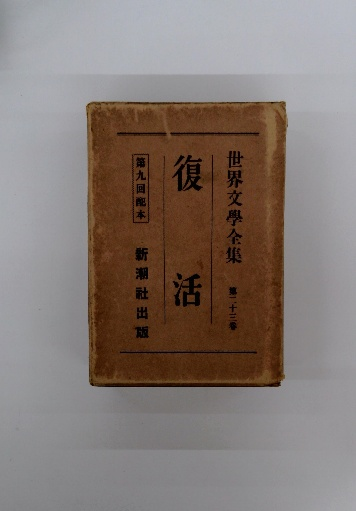 世界文學全集 第二十三卷
復活
第九回配本
新潮社出版